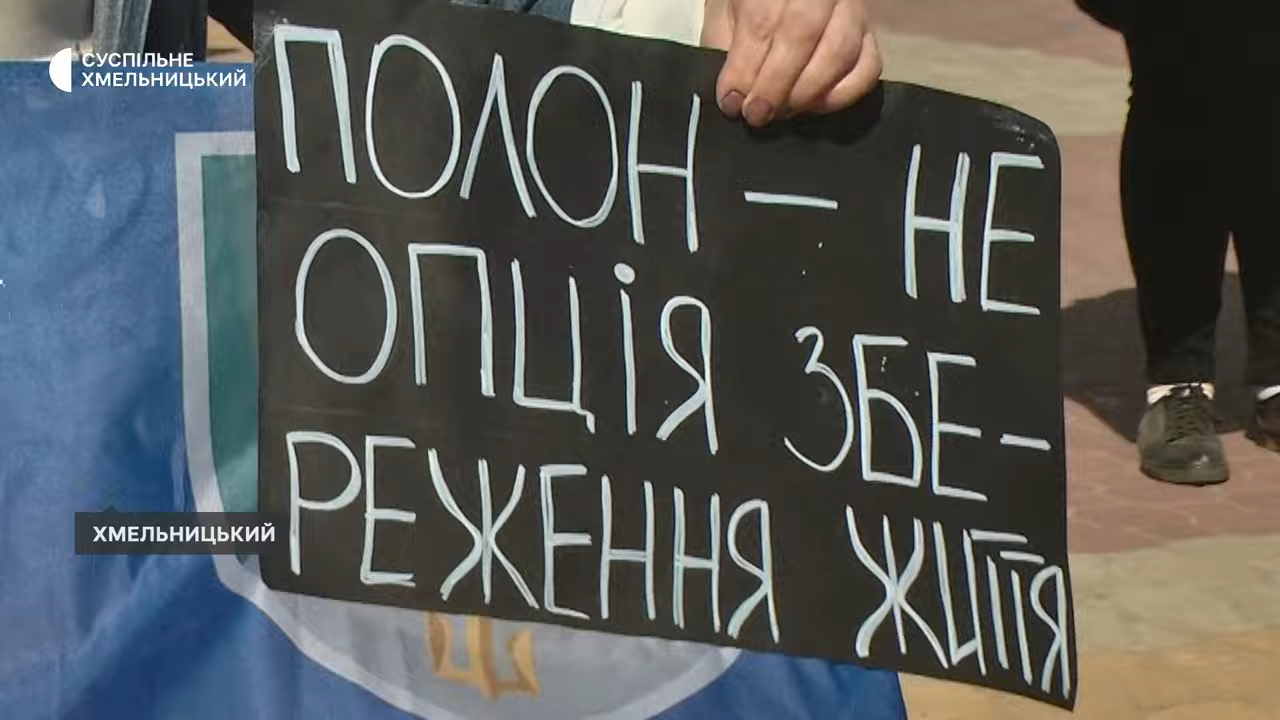 СУСПІЛЬНЕ
ХМЕЛЬНИЦЬКИЙ
ПОЛОН – НЕ
ОПЦІЯ ЗБЕ-
РЕЖЕННЯ ЖИТТЯ
ХМЕЛЬНИЦЬКИЙ